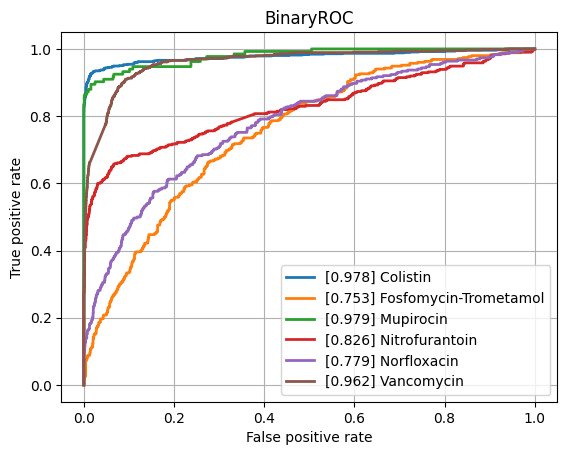 BinaryROC
True positive rate
1.0
0.8
0.6
0.4
0.2
0.0
[0.978] Colistin
[0.753] Fosfomycin-Trometamol
[0.979] Mupirocin
[0.826] Nitrofurantoin
[0.779] Norfloxacin
[0.962] Vancomycin
0.0 0.2 0.4 0.6 0.8 1.0
False positive rate